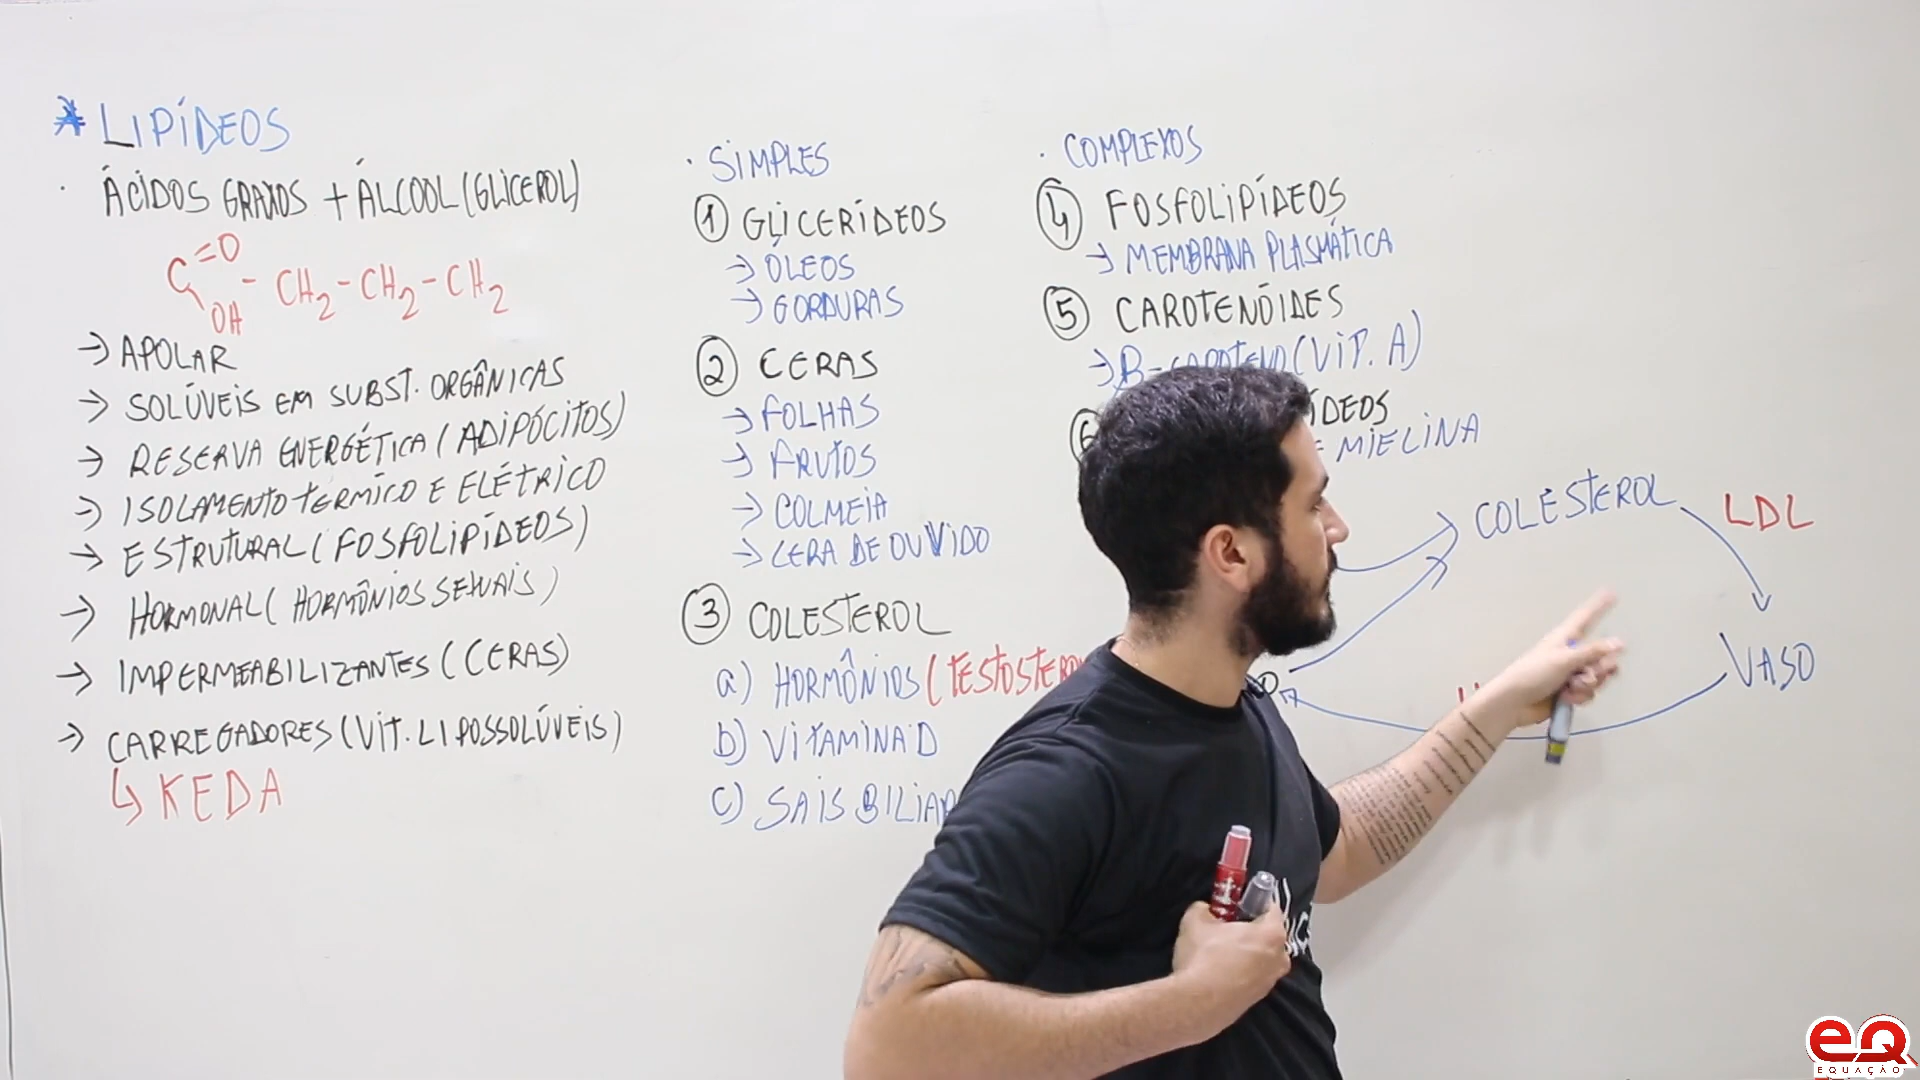 * LIPÍDEOS
· ÁCIDOS GRAXOS + ÁLCOOL (GLICEROL)
C =O OH - CH2 - CH2 - CH2
→ APOLAR
→ SOLÚVEIS EM SUBST. ORGÂNICAS
→ RESERVA ENERGÉTICA (ADIPÓCITOS)
→ ISOLAMENTO TÉRMICO E ELÉTRICO
→ ESTRUTURAL (FOSFOLIPÍDEOS)
→ HORMONAL (HORMÔNIOS SEXUAIS)
→ IMPERMEABILIZANTES (CERAS)
→ CARREGADORES (VIT. LIPOSSOLÚVEIS)
↳ KEDA
· SIMPLES
① GLICERÍDEOS
→ ÓLEOS
→ GORDURAS
② CERAS
→ FOLHAS
→ FRUTOS
→ COLMEIA
→ CERA DE OUVIDO
③ COLESTEROL
a) HORMÔNIOS (TESTOSTERO
b) VITAMINA D
c) SAIS BILIAR
· COMPLEXOS
④ FOSFOLIPÍDEOS
→ MEMBRANA PLASMÁTICA
⑤ CAROTENÓIDES
→ B-CAROTENO (VIT. A)
⑥ ÍDEOS
E MIELINA
COLESTEROL
LDL
VASO
eQ
EQUAÇÃO